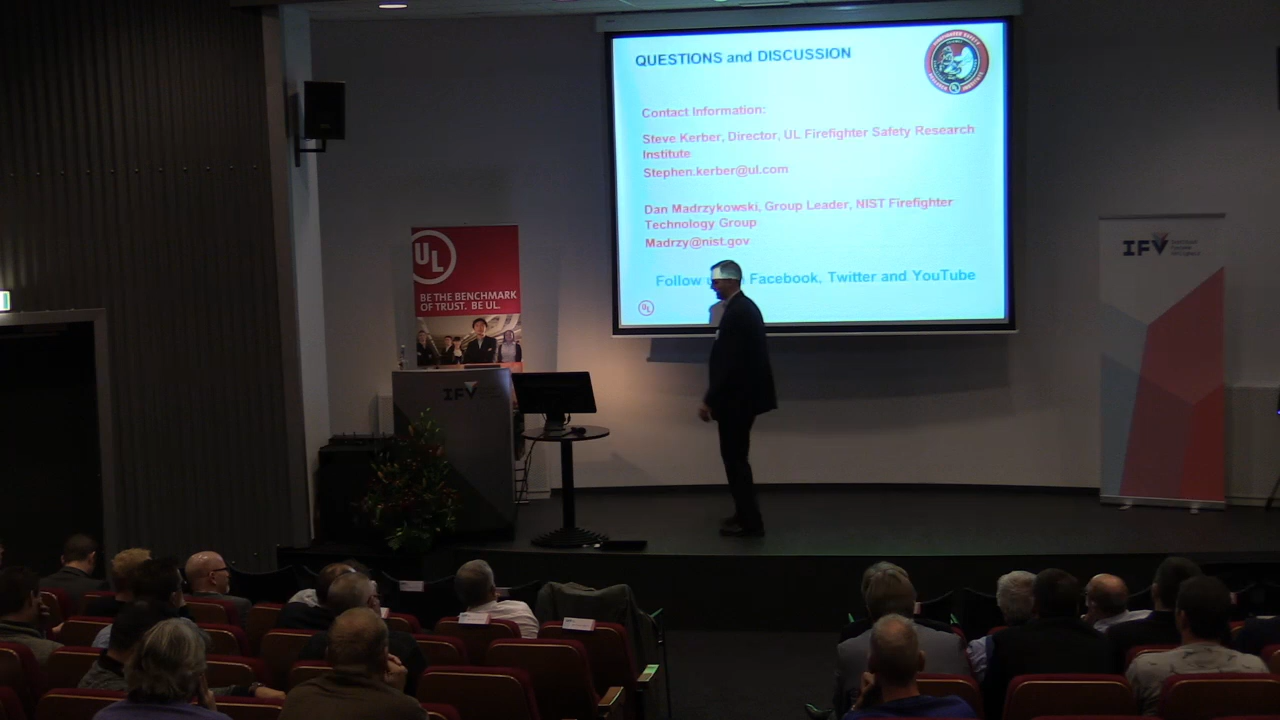 QUESTIONS and DISCUSSION
Contact Information:
Steve Kerber, Director, UL Firefighter Safety Research
Institute
Stephen.kerber@ul.com
Dan Madrzykowski, Group Leader, NIST Firefighter
Technology Group
Madrzy@nist.gov
Follow Facebook, Twitter and YouTube
UL
UL
BE THE BENCHMARK
OF TRUST. BE UL.
IFV
IFV